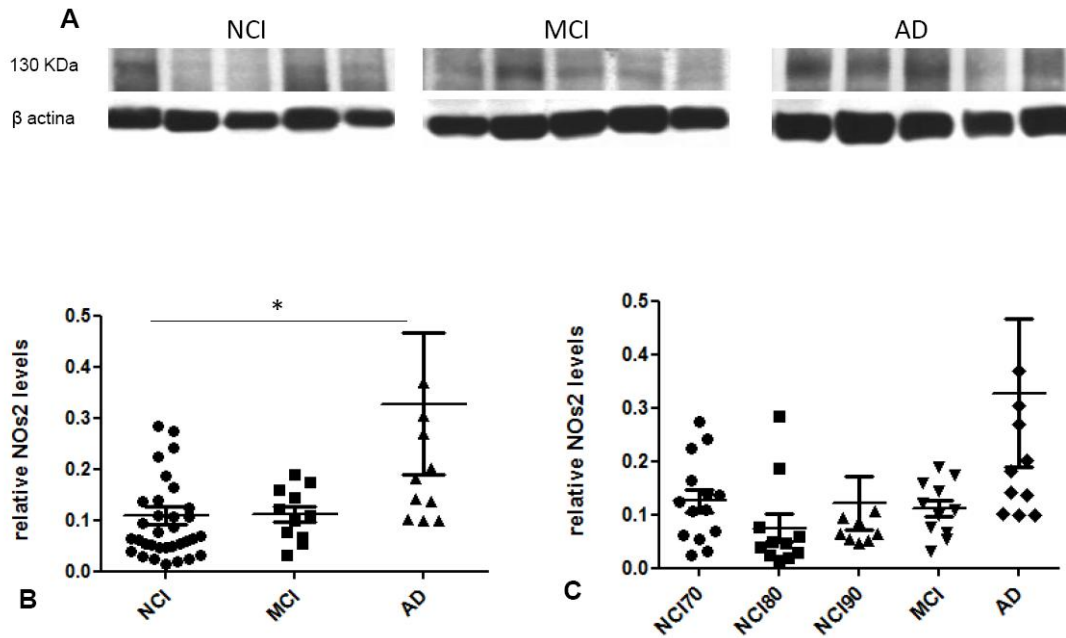 A
NCI MCI AD
130 KDa
β actina
*
relative NOs2 levels
0.5
0.4
0.3
0.2
0.1
0.0
NCI MCI AD
B
relative NOs2 levels
0.5
0.4
0.3
0.2
0.1
0.0
NCI70 NCI80 NCI90 MCI AD
C